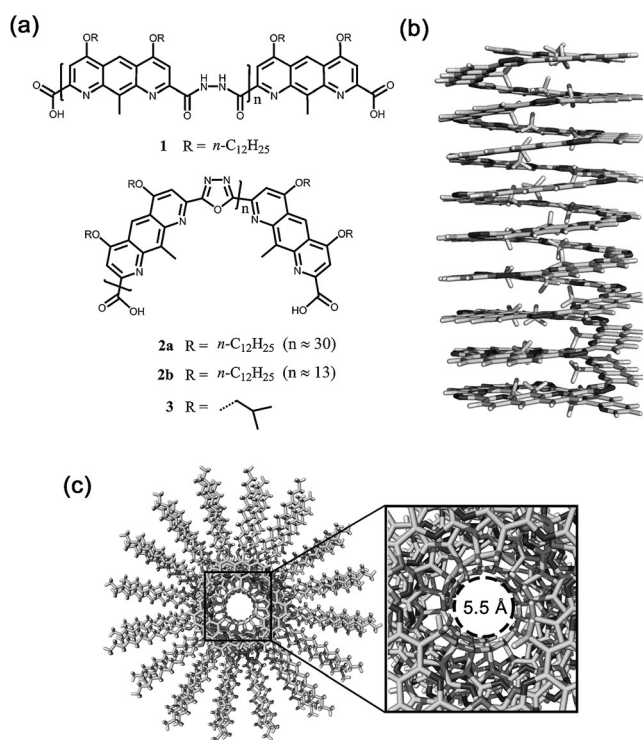 (a)
OR OR OR OR
N N H H N N
O N N O
OH O O n OH
1 R = n-C12H25
N-N
RO O n OR
RO N N OR
N N
O OH OH O
2a R = n-C12H25 (n ≈ 30)
2b R = n-C12H25 (n ≈ 13)
3 R =
(b)
(c)
5.5 Å